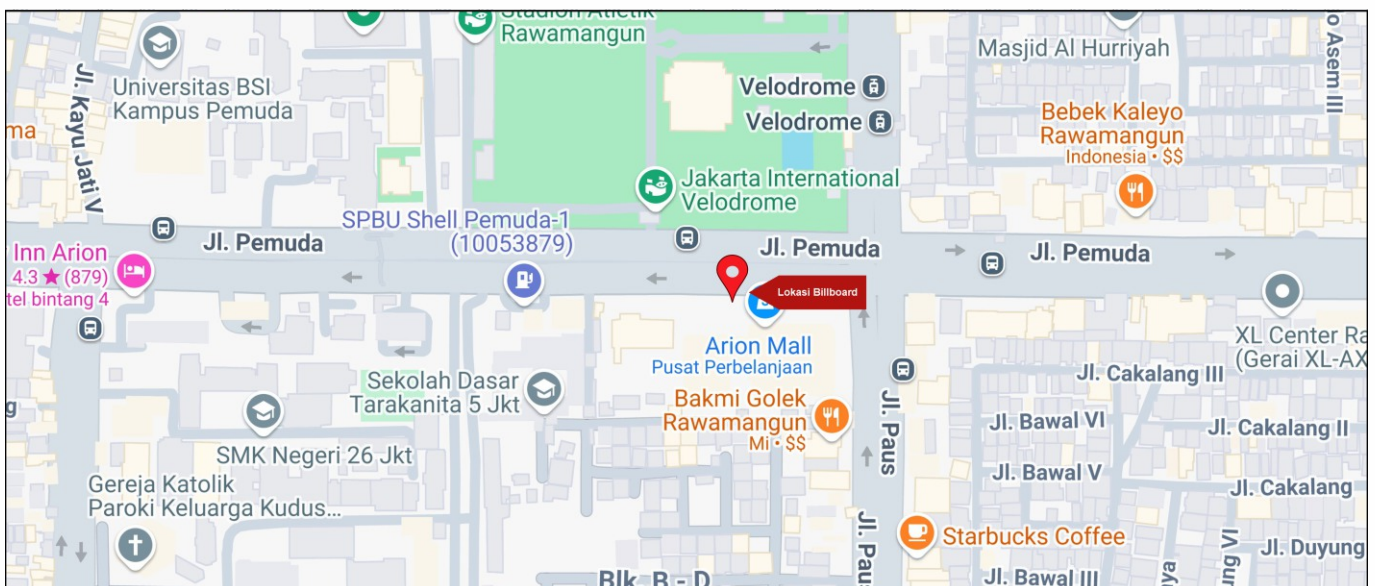 Stadion Atletik
Rawamangun
Masjid Al Hurriyah
Asem III
Universitas BSI
Kampus Pemuda
Jl. Kayu Jati V
Velodrome
Velodrome
Bebek Kaleyo
Rawamangun
Indonesia • $$
Jakarta International
Velodrome
SPBU Shell Pemuda-1
(10053879)
Jl. Pemuda
Jl. Pemuda
Jl. Pemuda
Inn Arion
4.3 ★ (879)
tel bintang 4
Lokasi Billboard
Arion Mall
Pusat Perbelanjaan
XL Center Ra
(Gerai XL-AX
Sekolah Dasar
Tarakanita 5 Jkt
Bakmi Golek
Rawamangun
Mi • $$
Jl. Paus
Jl. Cakalang III
Jl. Bawal VI
Jl. Cakalang II
SMK Negeri 26 Jkt
Jl. Bawal V
Jl. Cakalang
Gereja Katolik
Paroki Keluarga Kudus...
Starbucks Coffee
Jl. Pau
Jl. Duyung
ung VI
Blk. B - D
Jl. Bawal III